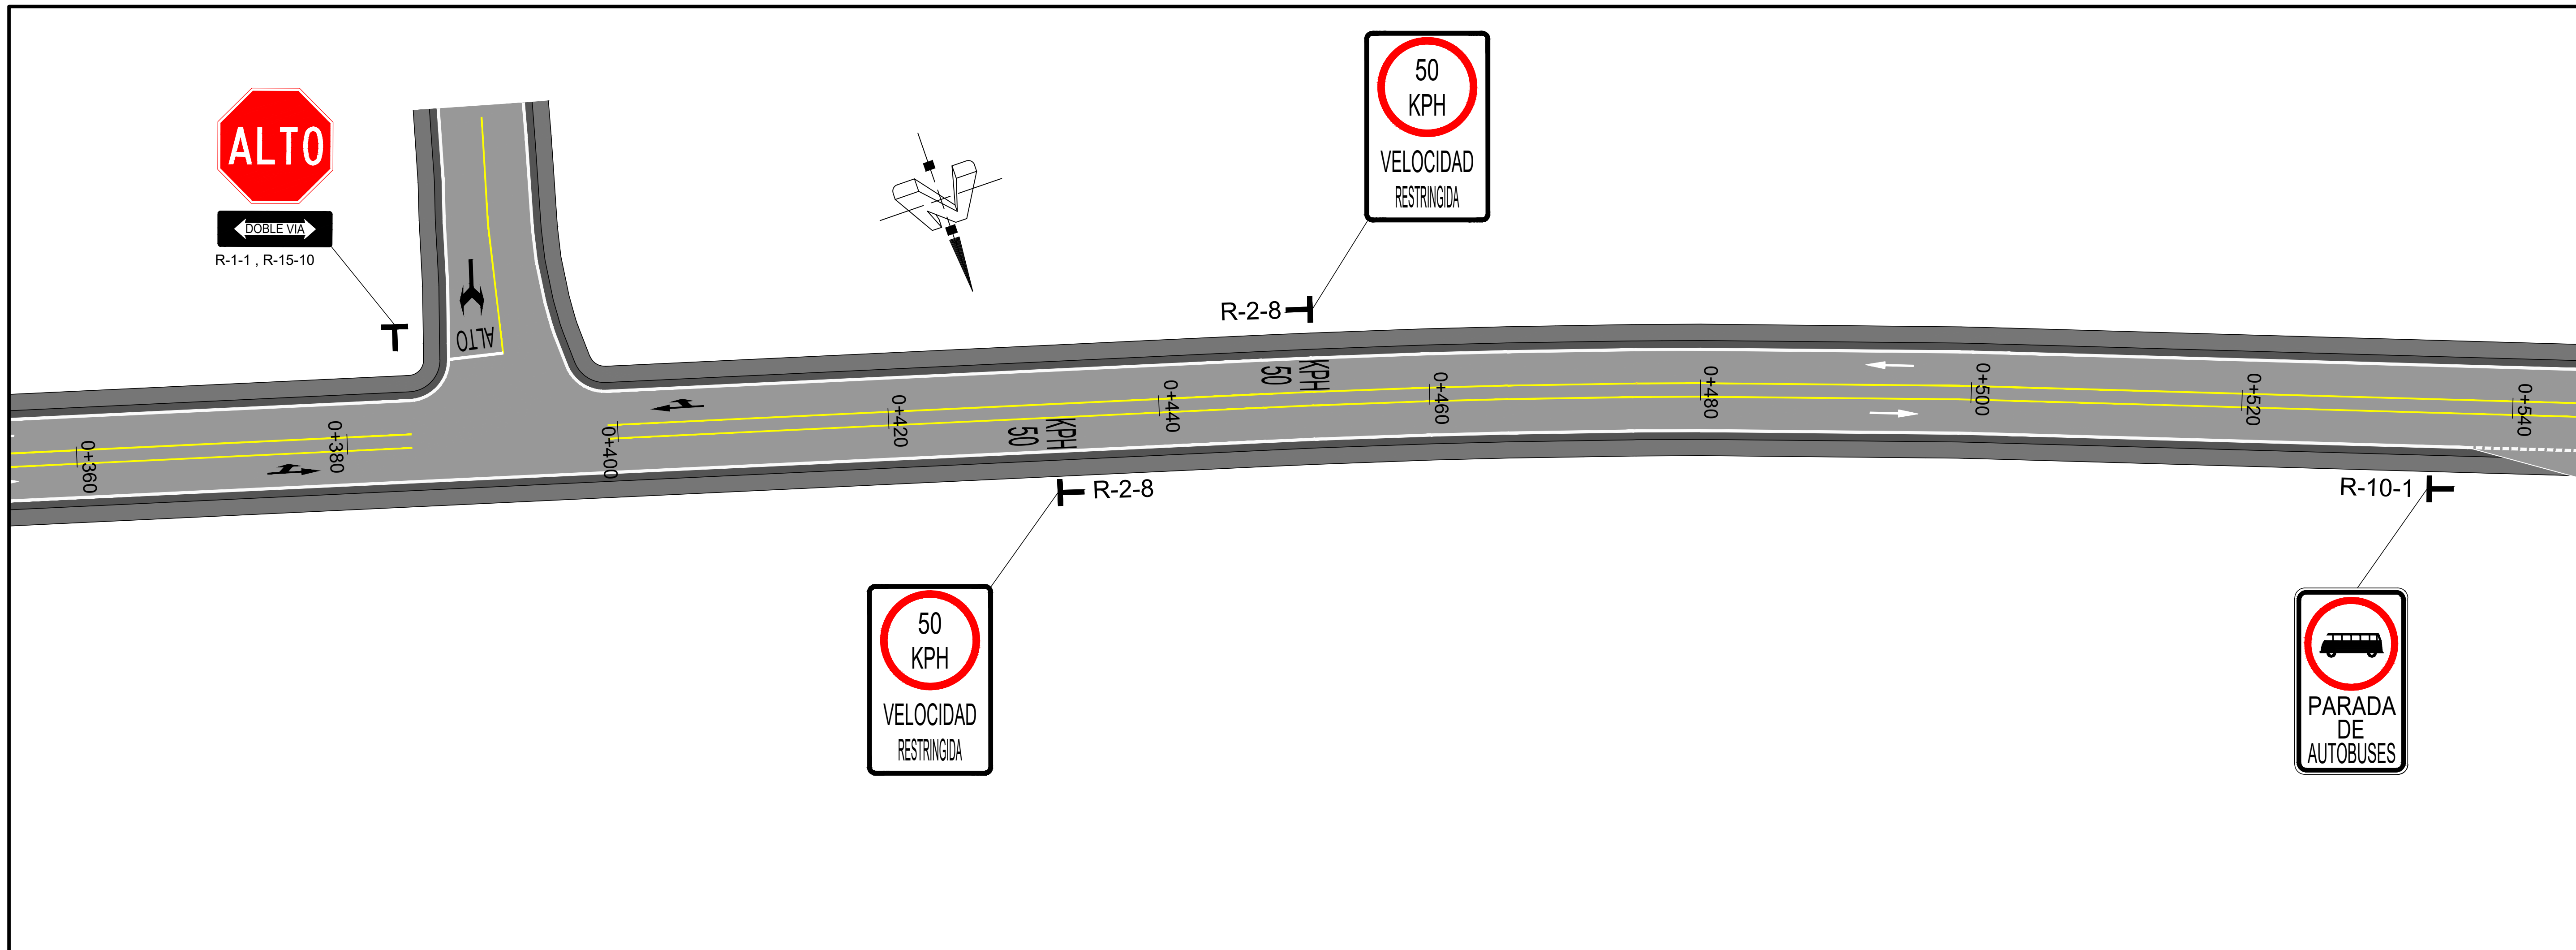 ALTO
DOBLE VIA
R-1-1 , R-15-10
ALTO
50
KPH
VELOCIDAD
RESTRINGIDA
R-2-8
50
KPH
0+360
0+380
0+400
0+420
0+440
0+460
0+480
0+500
0+520
0+540
50
KPH
R-2-8
50
KPH
VELOCIDAD
RESTRINGIDA
R-10-1
PARADA
DE
AUTOBUSES